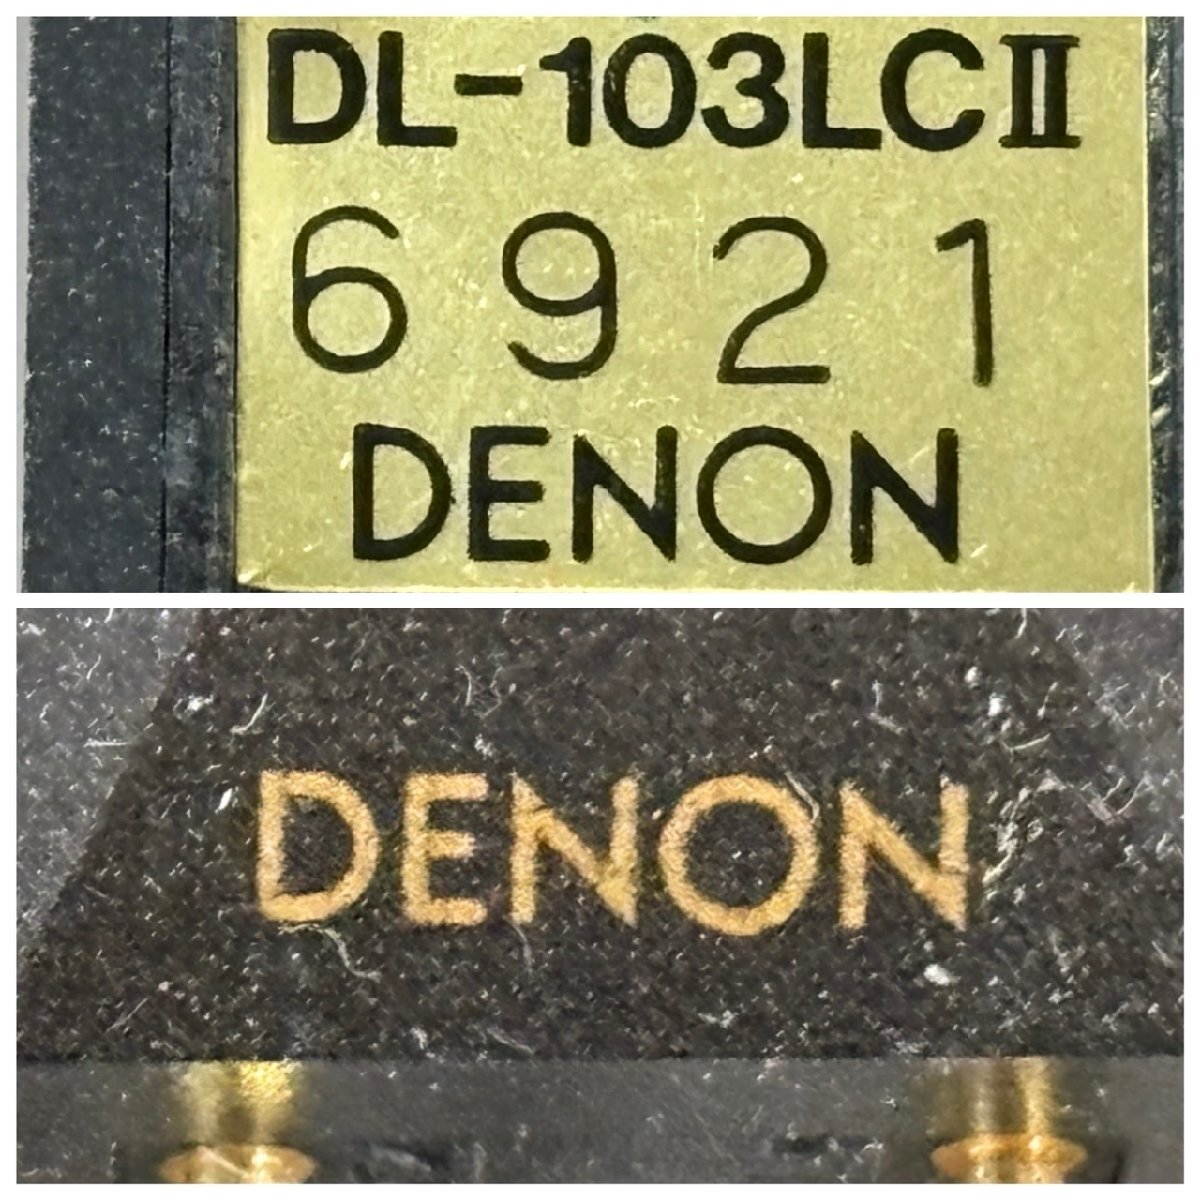 DL-103LCⅡ
6921
DENON
DENON